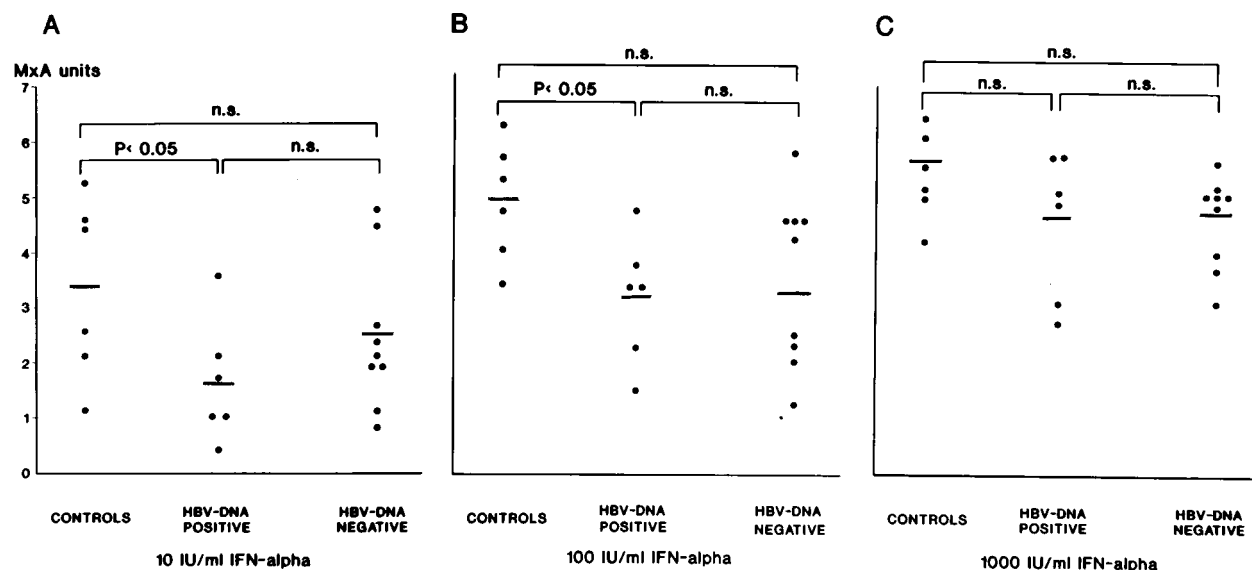 A
MxA units
7
6
5
4
3
2
1
0
n.s.
P< 0.05
n.s.
CONTROLS
HBV-DNA
POSITIVE
HBV-DNA
NEGATIVE
10 IU/ml IFN-alpha
B
n.s.
P< 0.05
n.s.
CONTROLS
HBV-DNA
POSITIVE
HBV-DNA
NEGATIVE
100 IU/ml IFN-alpha
C
n.s.
n.s.
n.s.
CONTROLS
HBV-DNA
POSITIVE
HBV-DNA
NEGATIVE
1000 IU/ml IFN-alpha